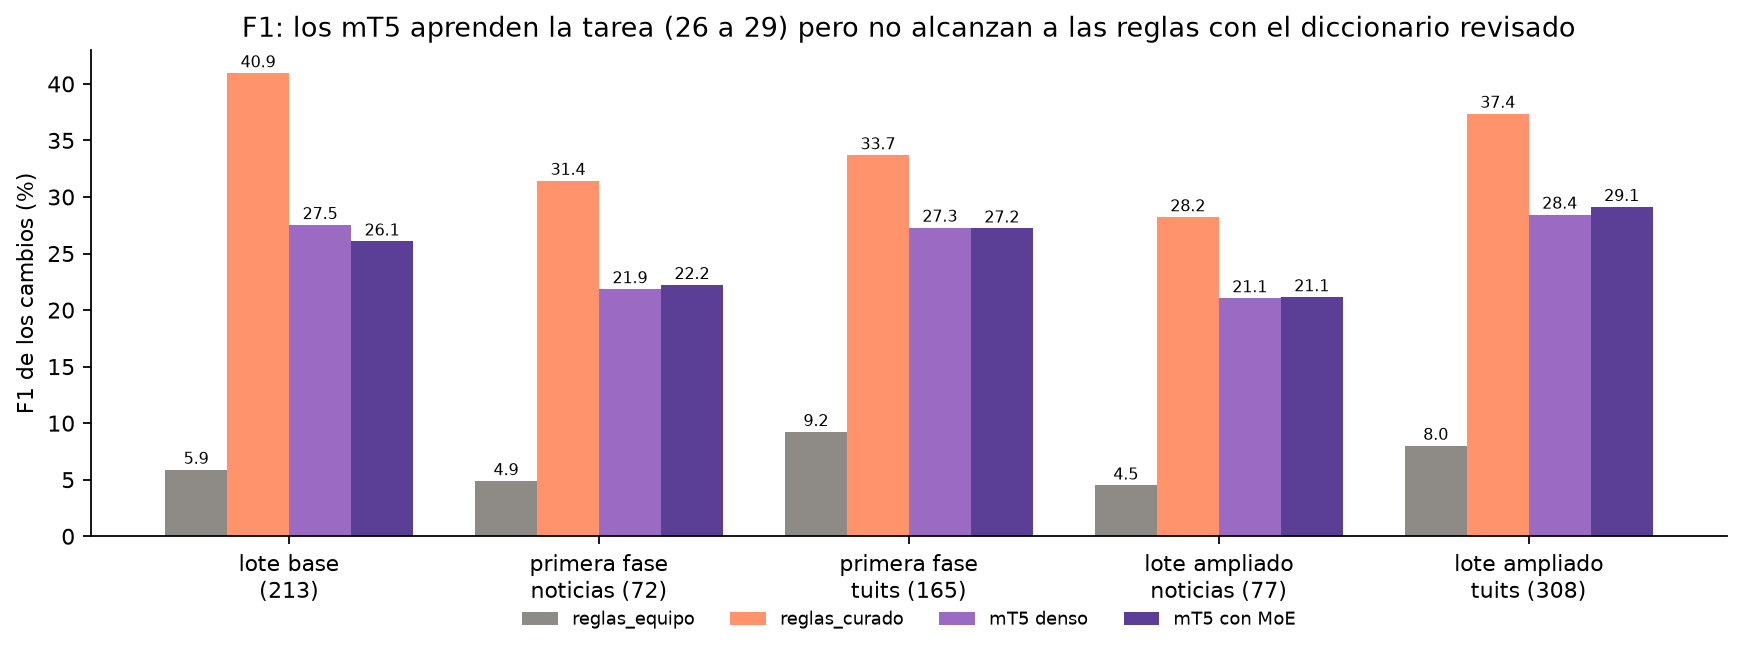 F1: los mT5 aprenden la tarea (26 a 29) pero no alcanzan a las reglas con el diccionario revisado
F1 de los cambios (%)
40
35
30
25
20
15
10
5
0
5.9
40.9
27.5
26.1
4.9
31.4
21.9
22.2
9.2
33.7
27.3
27.2
4.5
28.2
21.1
21.1
8.0
37.4
28.4
29.1
lote base
(213)
primera fase
noticias (72)
primera fase
tuits (165)
lote ampliado
noticias (77)
lote ampliado
tuits (308)
reglas_equipo
reglas_curado
mT5 denso
mT5 con MoE